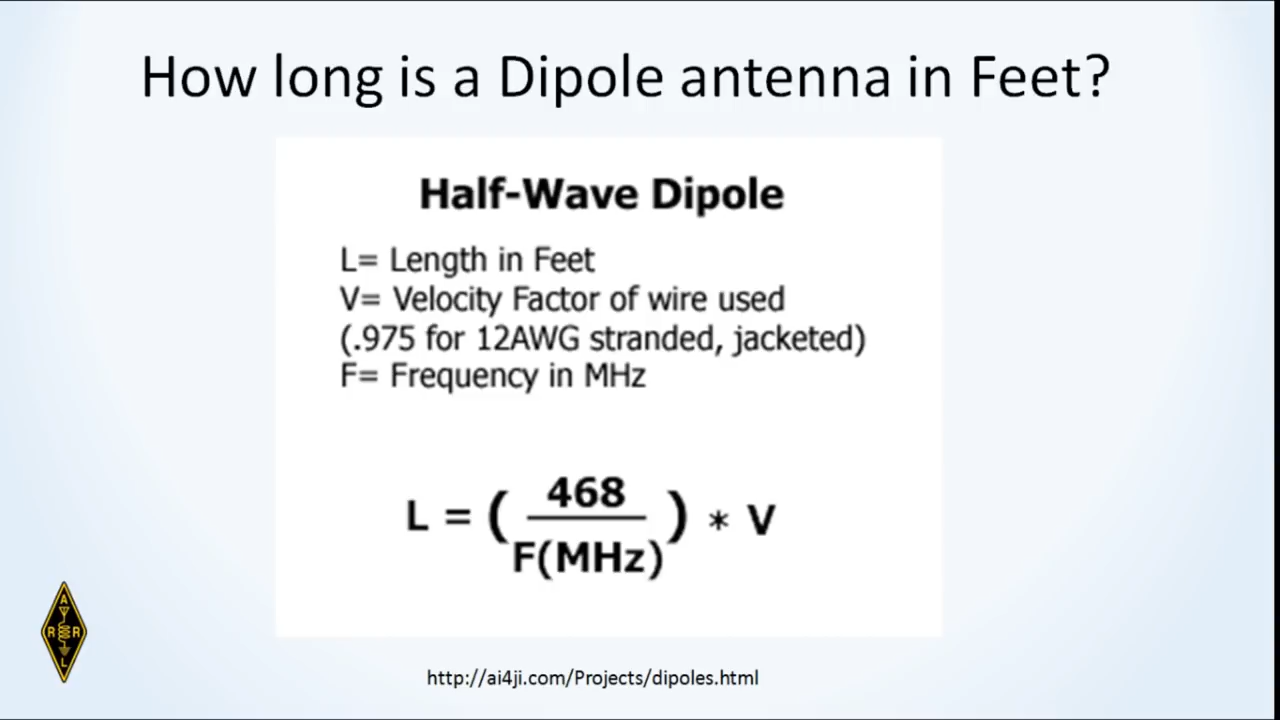 How long is a Dipole antenna in Feet?
Half-Wave Dipole
L= Length in Feet
V= Velocity Factor of wire used
(.975 for 12AWG stranded, jacketed)
F= Frequency in MHz
L = ( 468 / F(MHz) ) * V
A
R R
L
http://ai4ji.com/Projects/dipoles.html